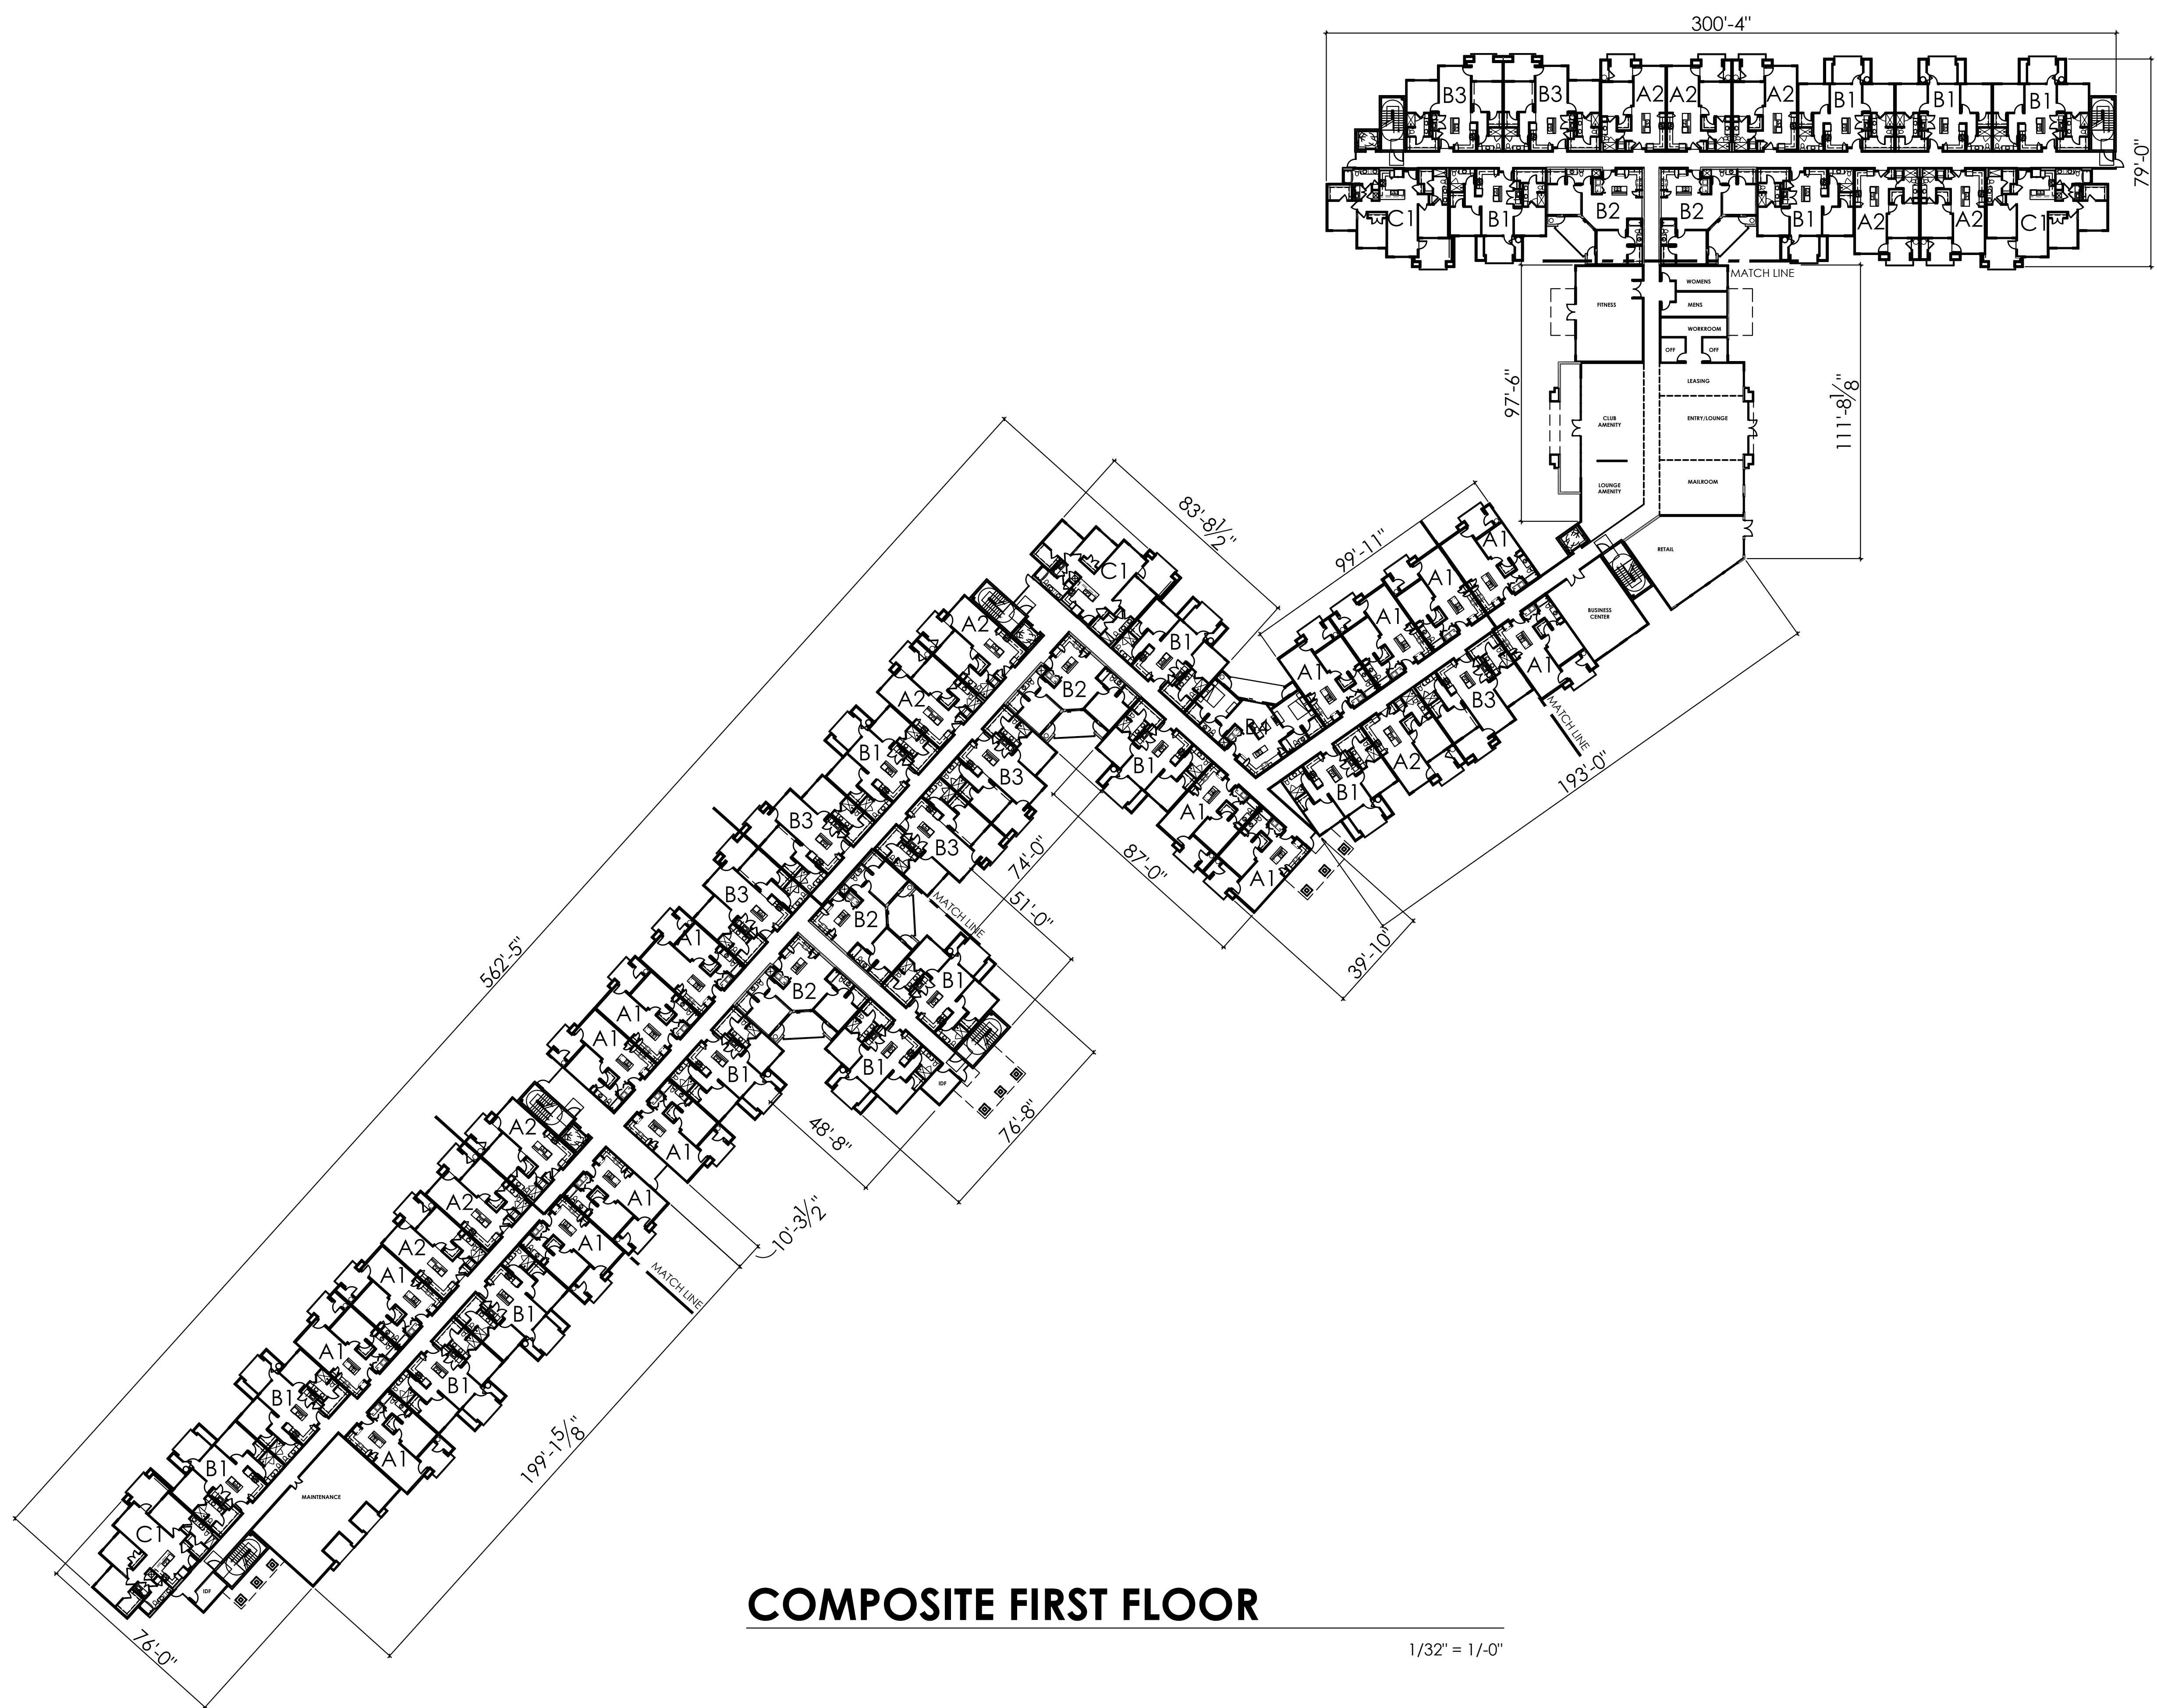 300'-4"
B3 B3 A2 A2 A2 B1 B1 B1
79'-0"
C1 B1 B2 B2 B1 A2 A2 C1
MATCH LINE
WOMENS
FITNESS
MENS
WORKROOM
OFF OFF
97'-6"
LEASING
111'-8 1/8"
CLUB
AMENITY
ENTRY/LOUNGE
LOUNGE
AMENITY
MAILROOM
RETAIL
BUSINESS
CENTER
83'-8 1/2"
99'-11"
A1
A1
A1
A1
C1
B1
A2
A2
B1
B3
B3
B2
B3
B3
B1
A1
A1
B1
A2
B3
A1
MATCH LINE
193'-0"
74'-0"
87'-0"
51'-0"
39'-10"
MATCH LINE
562'-5"
A1
A1
A1
B2
B1
B2
B1
B1
IDF
A1
48'-8"
76'-8"
10'-3 1/2"
A2
A2
A2
A1
A1
B1
B1
C1
A1
A1
B1
B1
A1
MATCH LINE
199'-1 5/8"
MAINTENANCE
IDF
76'-0"
COMPOSITE FIRST FLOOR
1/32" = 1/-0"